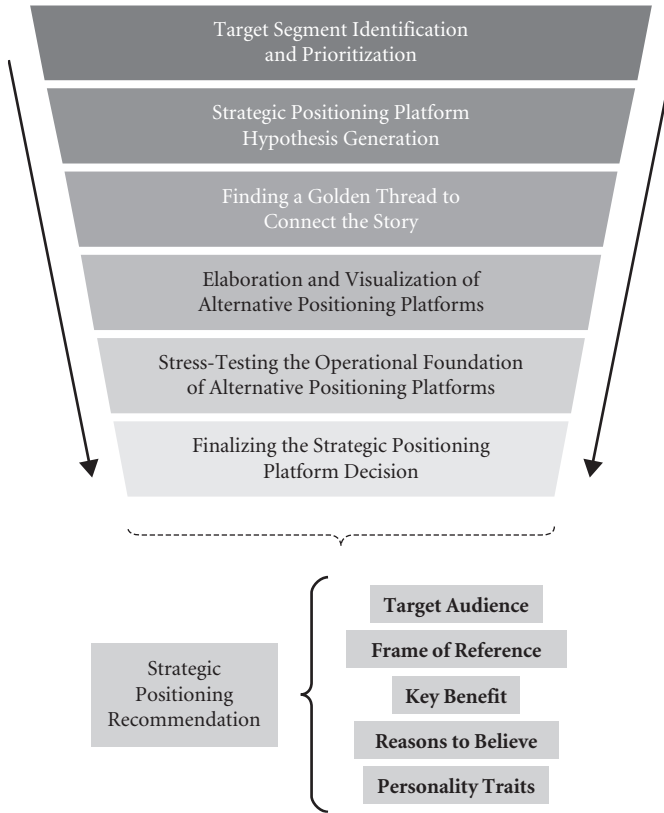 Target Segment Identification
and Prioritization
Strategic Positioning Platform
Hypothesis Generation
Finding a Golden Thread to
Connect the Story
Elaboration and Visualization of
Alternative Positioning Platforms
Stress-Testing the Operational Foundation
of Alternative Positioning Platforms
Finalizing the Strategic Positioning
Platform Decision
Strategic
Positioning
Recommendation
Target Audience
Frame of Reference
Key Benefit
Reasons to Believe
Personality Traits